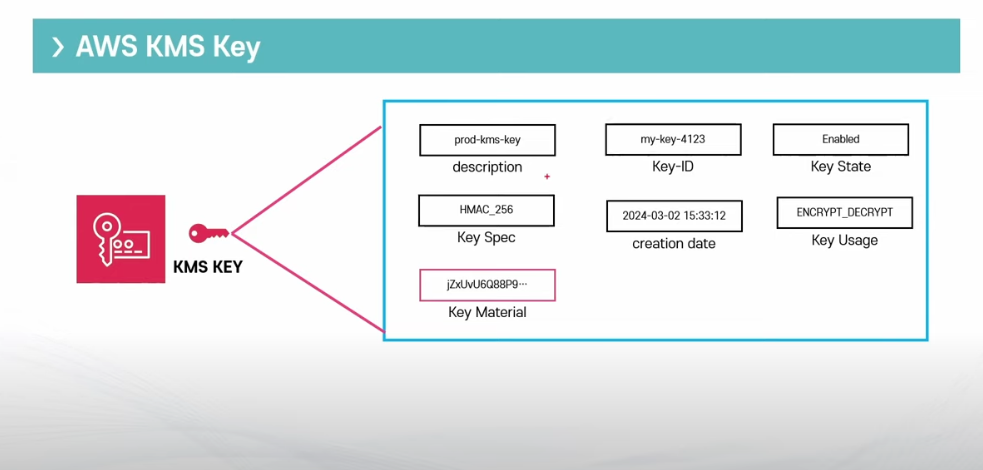 › AWS KMS Key
prod-kms-key
description
my-key-4123
Key-ID
Enabled
Key State
HMAC_256
Key Spec
2024-03-02 15:33:12
creation date
ENCRYPT_DECRYPT
Key Usage
jZxUvU6Q88P9···
Key Material
KMS KEY